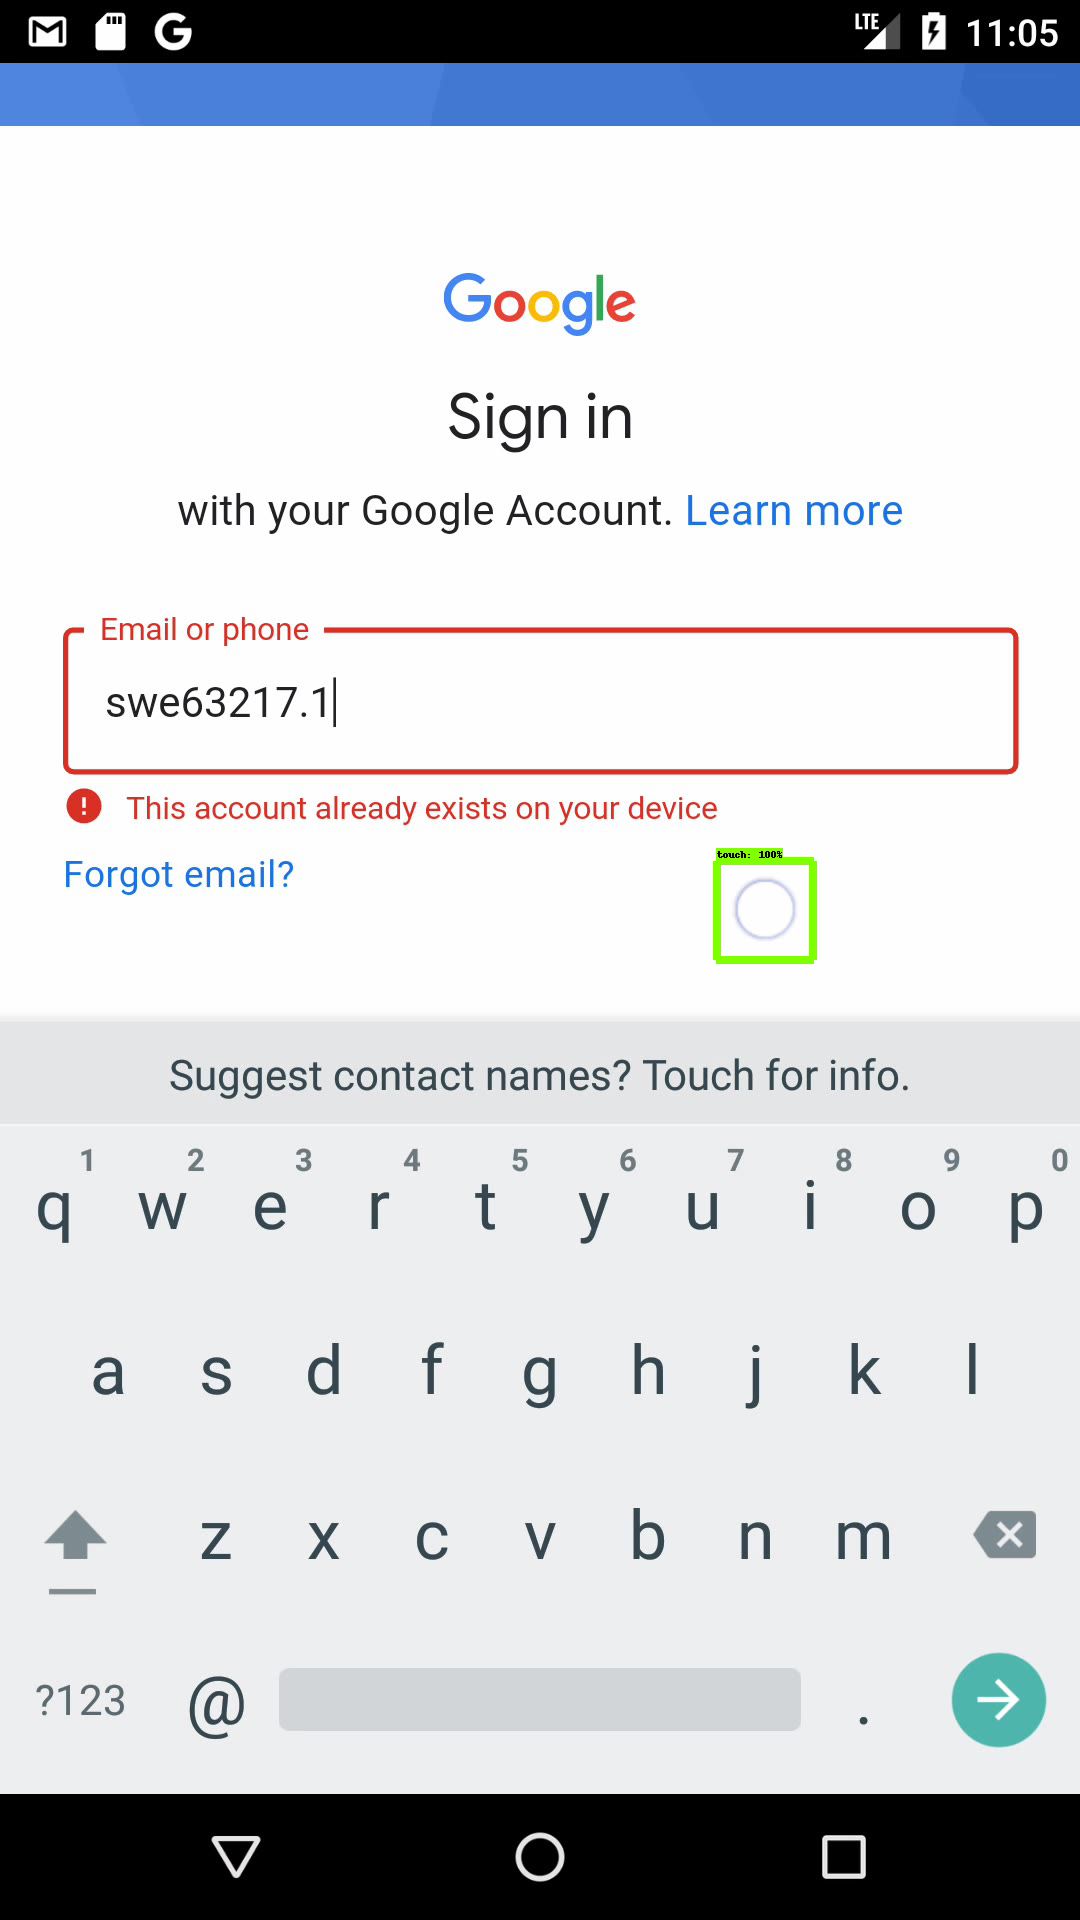 LTE 11:05
Google
Sign in
with your Google Account. Learn more
Email or phone
swe63217.1
This account already exists on your device
Forgot email?
touch: 100%
Suggest contact names? Touch for info.
1 2 3 4 5 6 7 8 9 0
q w e r t y u i o p
a s d f g h j k l
z x c v b n m
?123 @ .